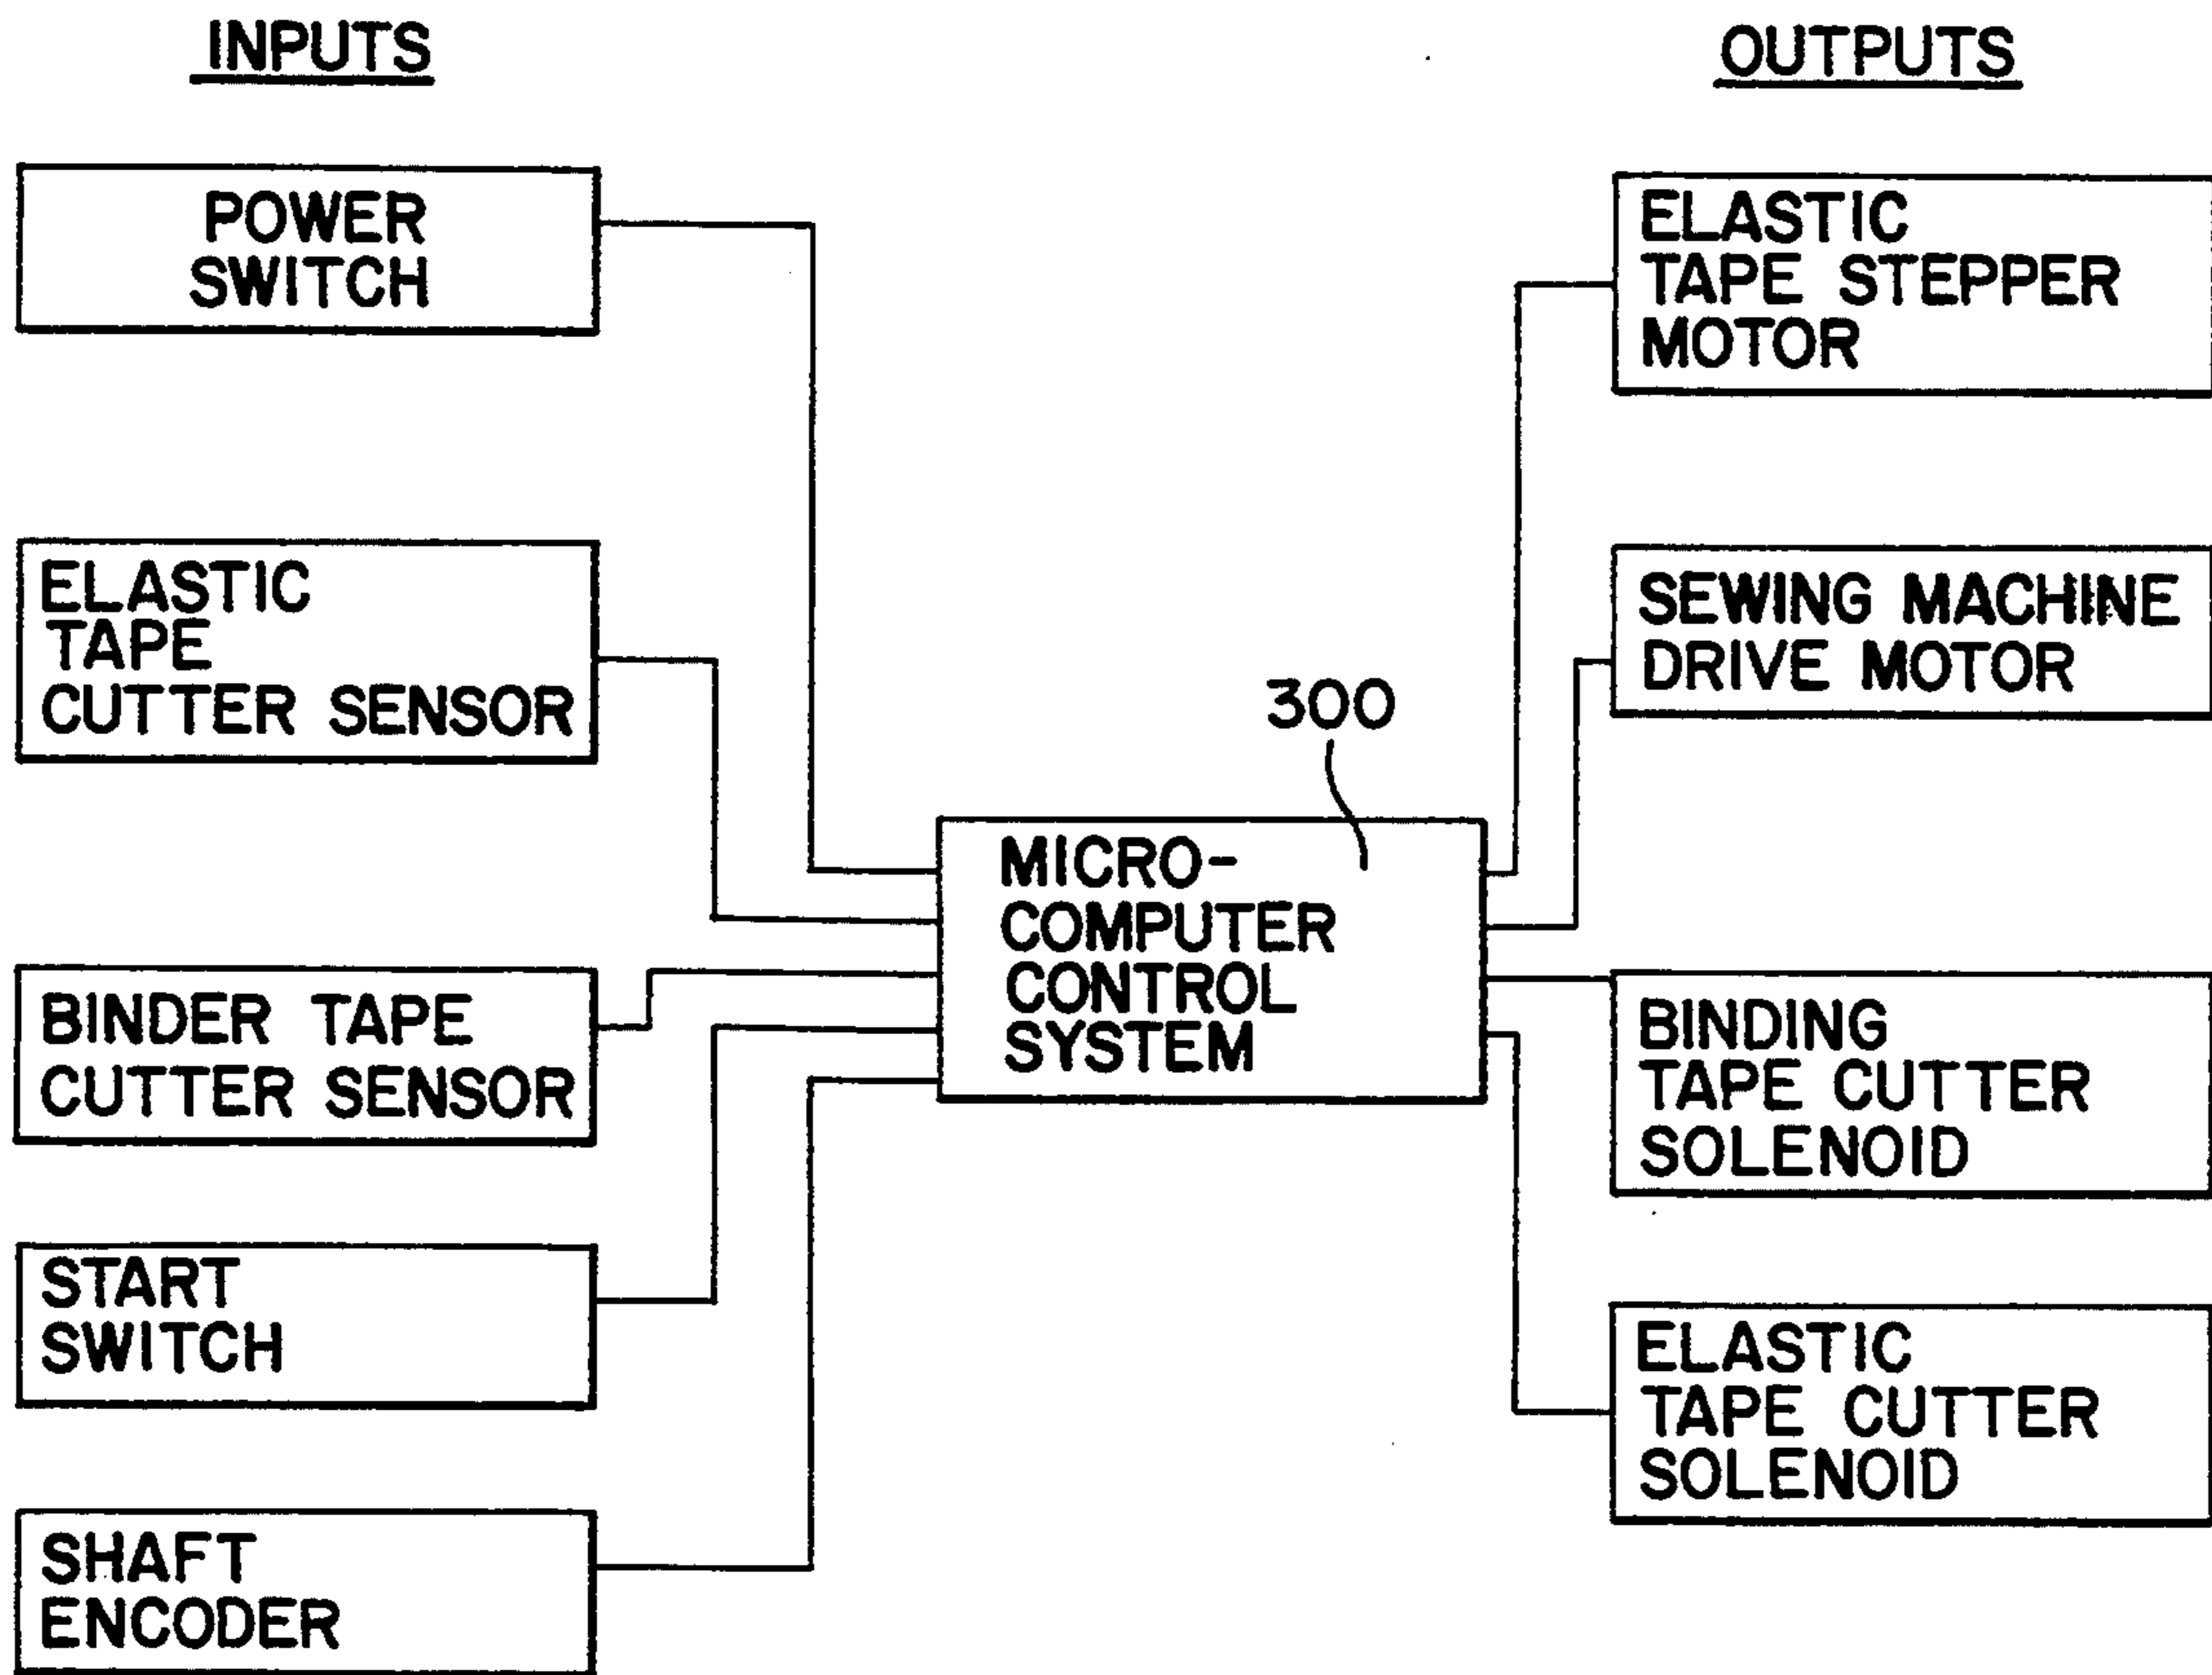 INPUTS
POWER
SWITCH
ELASTIC
TAPE
CUTTER SENSOR
BINDER TAPE
CUTTER SENSOR
START
SWITCH
SHAFT
ENCODER
300
MICRO-
COMPUTER
CONTROL
SYSTEM
OUTPUTS
ELASTIC
TAPE STEPPER
MOTOR
SEWING MACHINE
DRIVE MOTOR
BINDING
TAPE CUTTER
SOLENOID
ELASTIC
TAPE CUTTER
SOLENOID